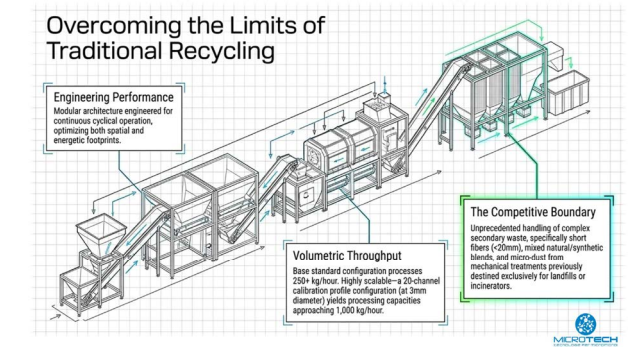 Overcoming the Limits of
Traditional Recycling
Engineering Performance
Modular architecture engineered for
continuous cyclical operation,
optimizing both spatial and
energetic footprints.
Volumetric Throughput
Base standard configuration processes
250+ kg/hour. Highly scalable—a 20-channel
calibration profile configuration (at 3mm
diameter) yields processing capacities
approaching 1,000 kg/hour.
The Competitive Boundary
Unprecedented handling of complex
secondary waste, specifically short
fibers (<20mm), mixed natural/synthetic
blends, and micro-dust from
mechanical treatments previously
destined exclusively for landfills or
incinerators.
MICROTECH